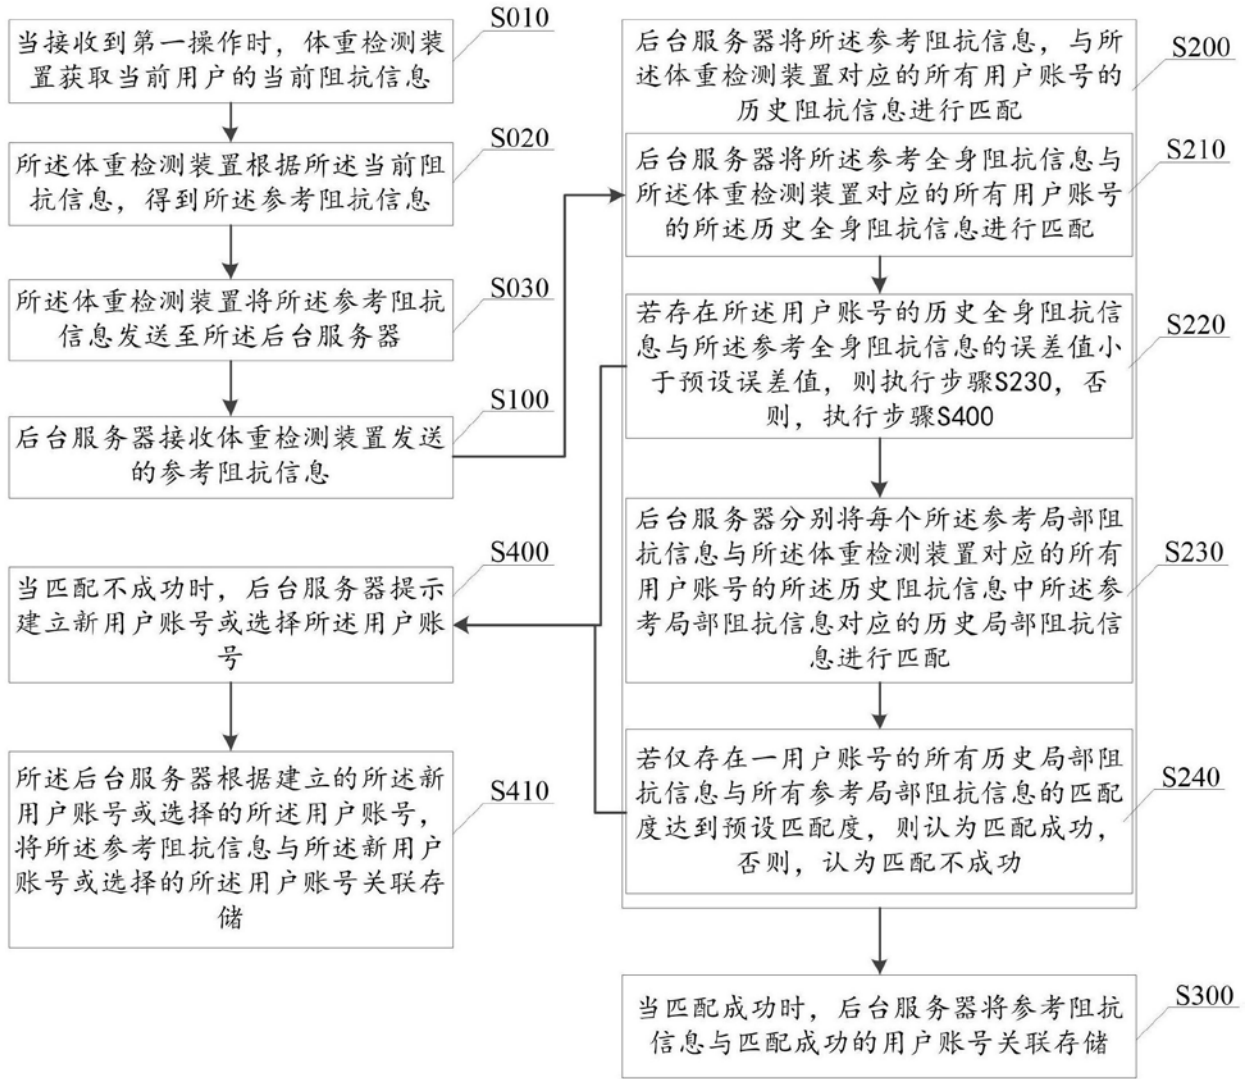 当接收到第一操作时，体重检测装
置获取当前用户的当前阻抗信息
S010
所述体重检测装置根据所述当前阻
抗信息，得到所述参考阻抗信息
S020
所述体重检测装置将所述参考阻抗
信息发送至所述后台服务器
S030
后台服务器接收体重检测装置发送
的参考阻抗信息
S100
后台服务器将所述参考阻抗信息，与所
述体重检测装置对应的所有用户账号的
历史阻抗信息进行匹配
S200
后台服务器将所述参考全身阻抗信息与
所述体重检测装置对应的所有用户账号
的所述历史全身阻抗信息进行匹配
S210
若存在所述用户账号的历史全身阻抗信
息与所述参考全身阻抗信息的误差值小
于预设误差值，则执行步骤S230，否
则，执行步骤S400
S220
后台服务器分别将每个所述参考局部阻
抗信息与所述体重检测装置对应的所有
用户账号的所述历史阻抗信息中所述参
考局部阻抗信息对应的历史局部阻抗信
息进行匹配
S230
若仅存在一用户账号的所有历史局部阻
抗信息与所有参考局部阻抗信息的匹配
度达到预设匹配度，则认为匹配成功，
否则，认为匹配不成功
S240
当匹配不成功时，后台服务器提示
建立新用户账号或选择所述用户账
号
S400
所述后台服务器根据建立的所述新
用户账号或选择的所述用户账号，
将所述参考阻抗信息与所述新用户
账号或选择的所述用户账号关联存
储
S410
当匹配成功时，后台服务器将参考阻抗
信息与匹配成功的用户账号关联存储
S300